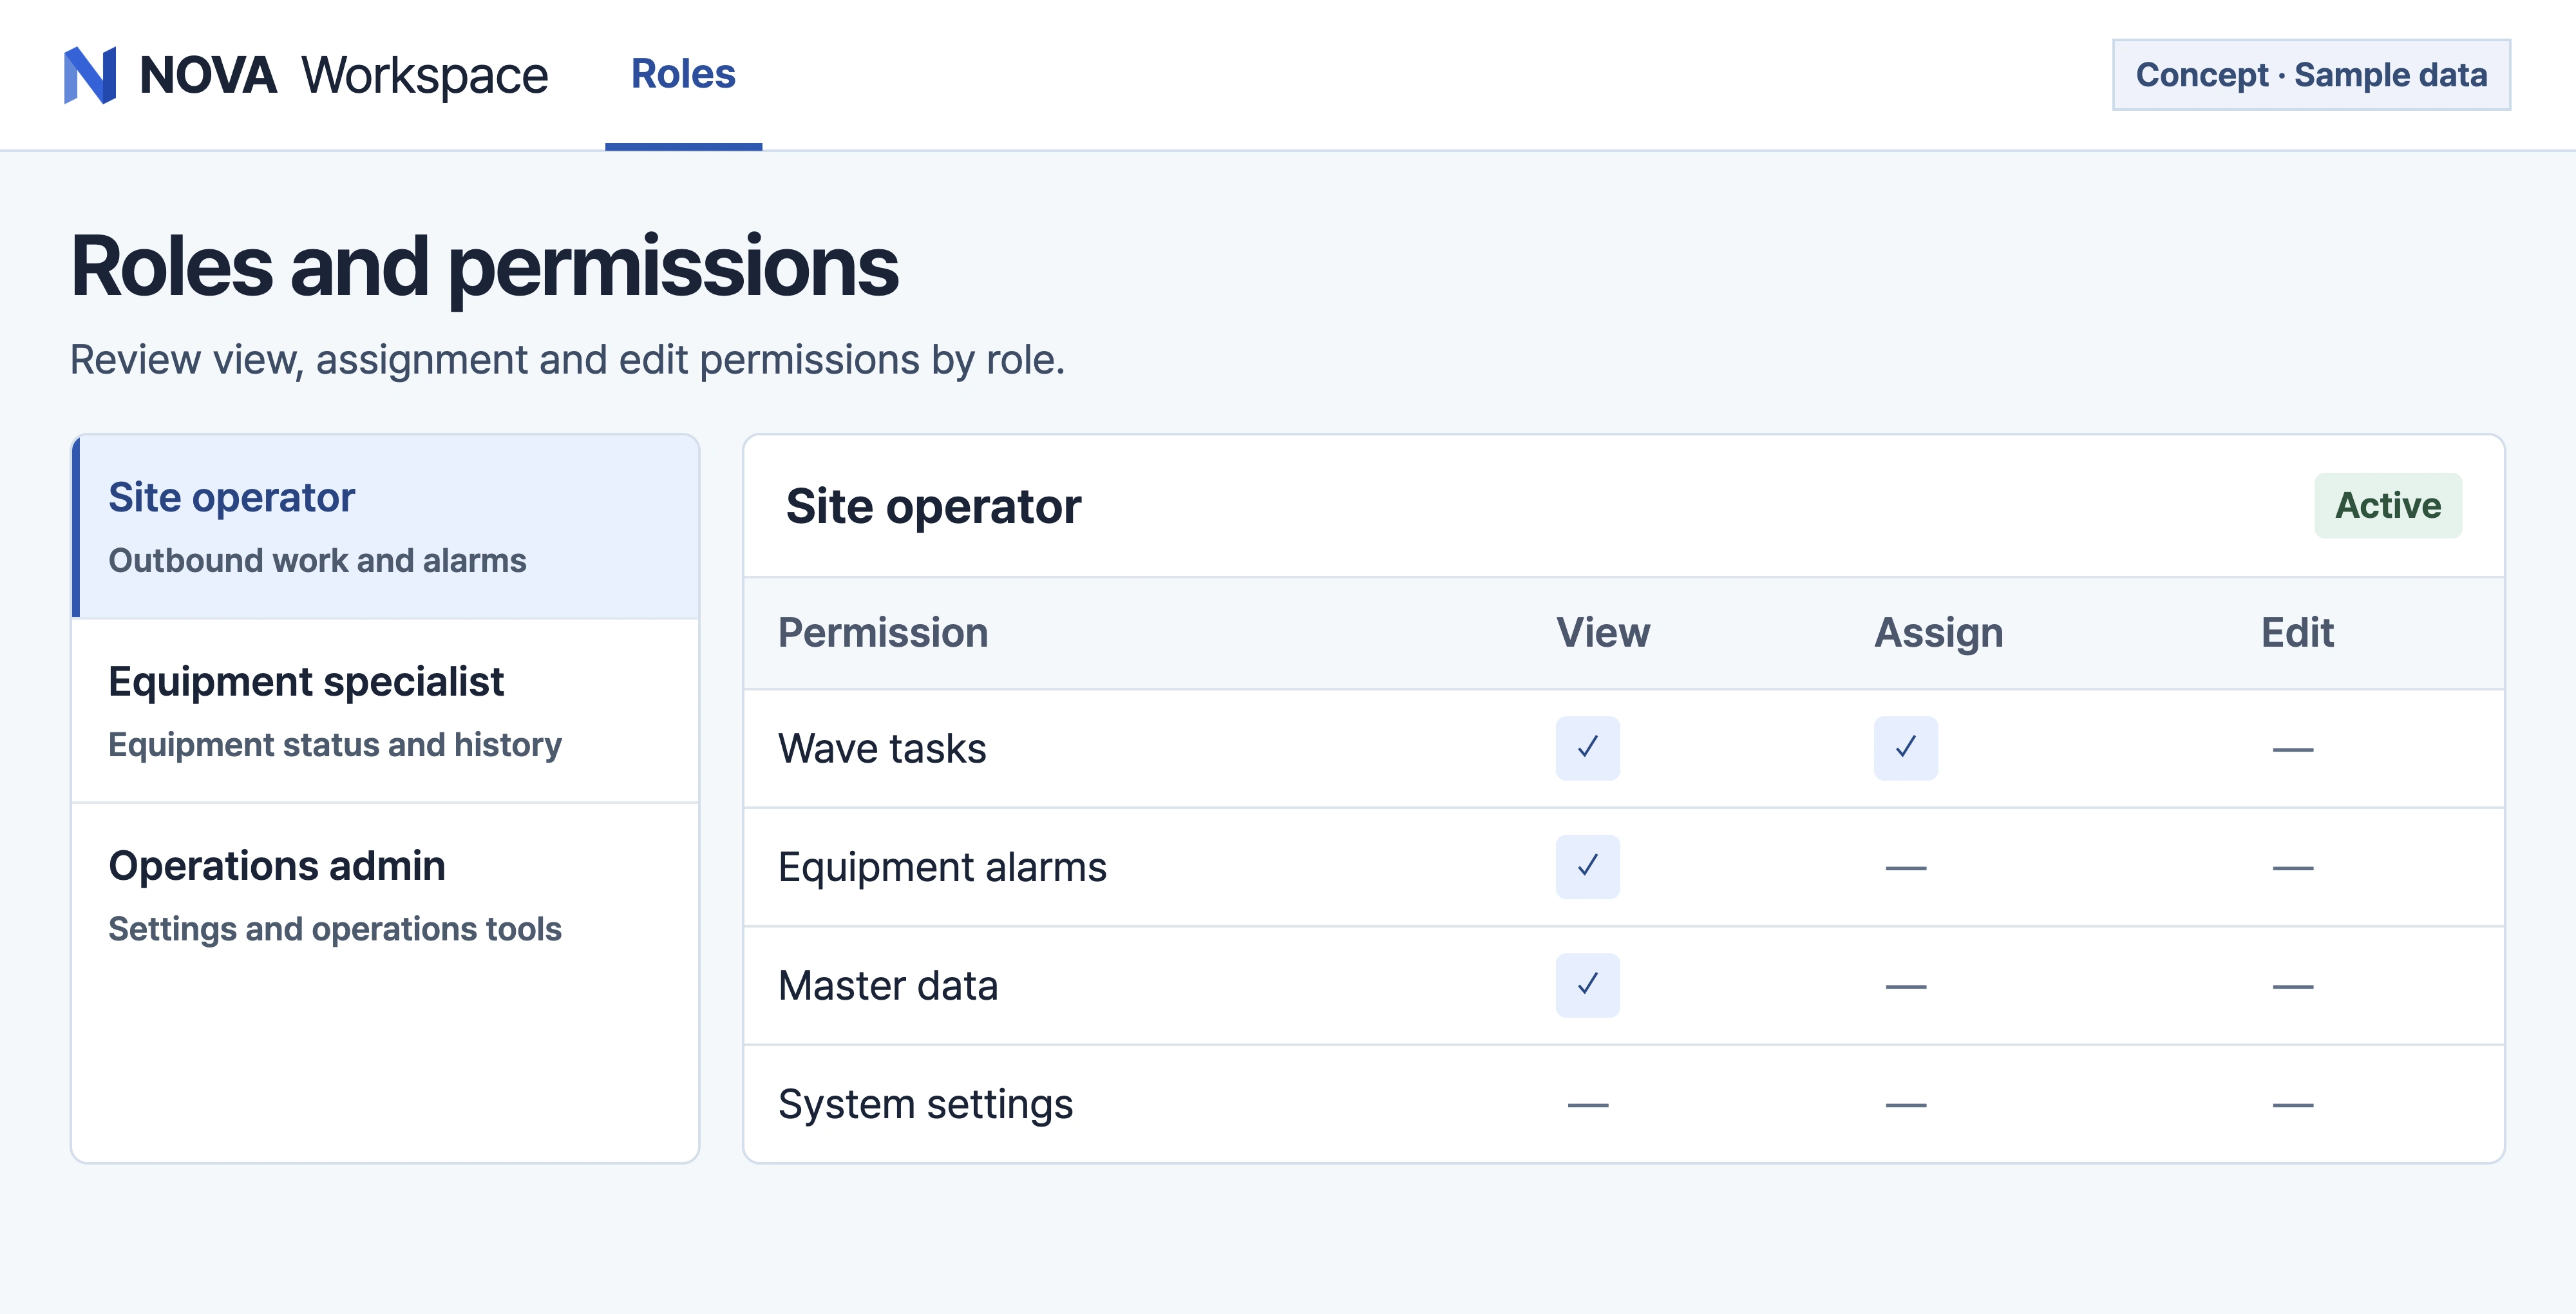 NOVA Workspace
Roles
Concept · Sample data
Roles and permissions
Review view, assignment and edit permissions by role.
Site operator
Outbound work and alarms
Equipment specialist
Equipment status and history
Operations admin
Settings and operations tools
Site operator
Active
Permission View Assign Edit
Wave tasks ✓ ✓ —
Equipment alarms ✓ — —
Master data ✓ — —
System settings — — —